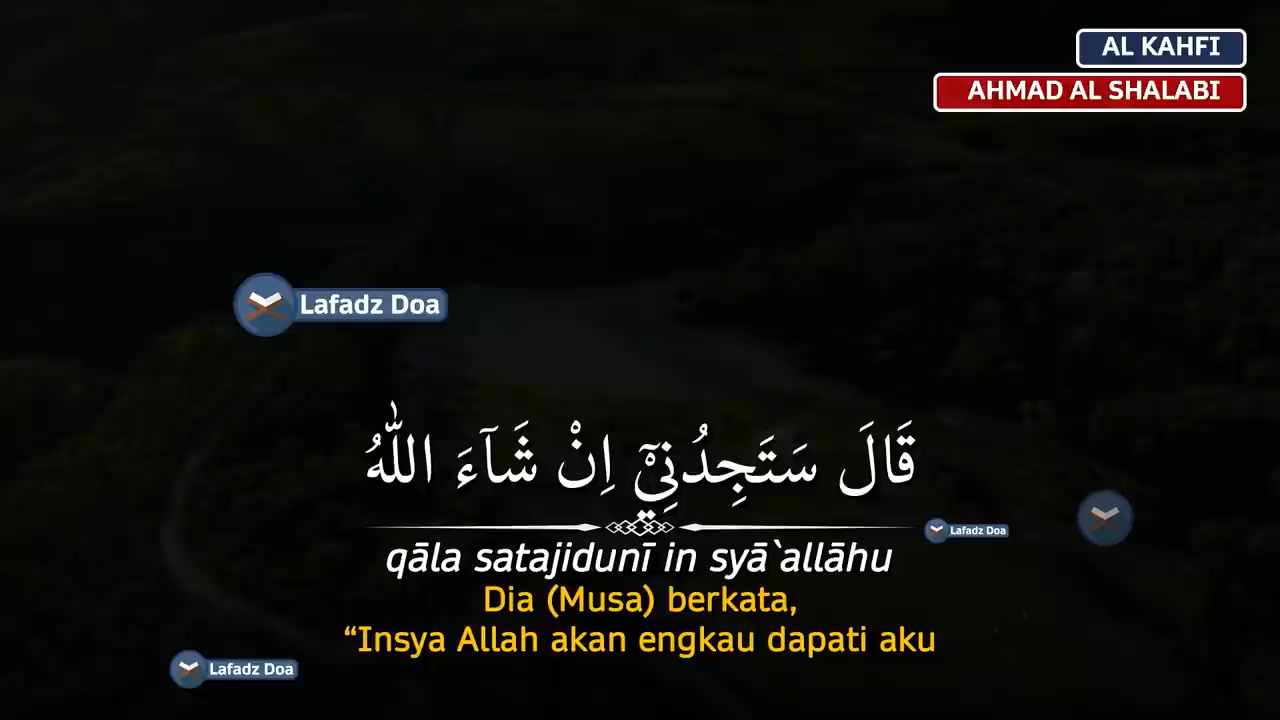 AL KAHFI
AHMAD AL SHALABI
Lafadz Doa
قَالَ سَتَجِدُنِيْٓ اِنْ شَآءَ اللّٰهُ
Lafadz Doa
qāla satajidunī in syā`allāhu
Dia (Musa) berkata,
“Insya Allah akan engkau dapati aku
Lafadz Doa